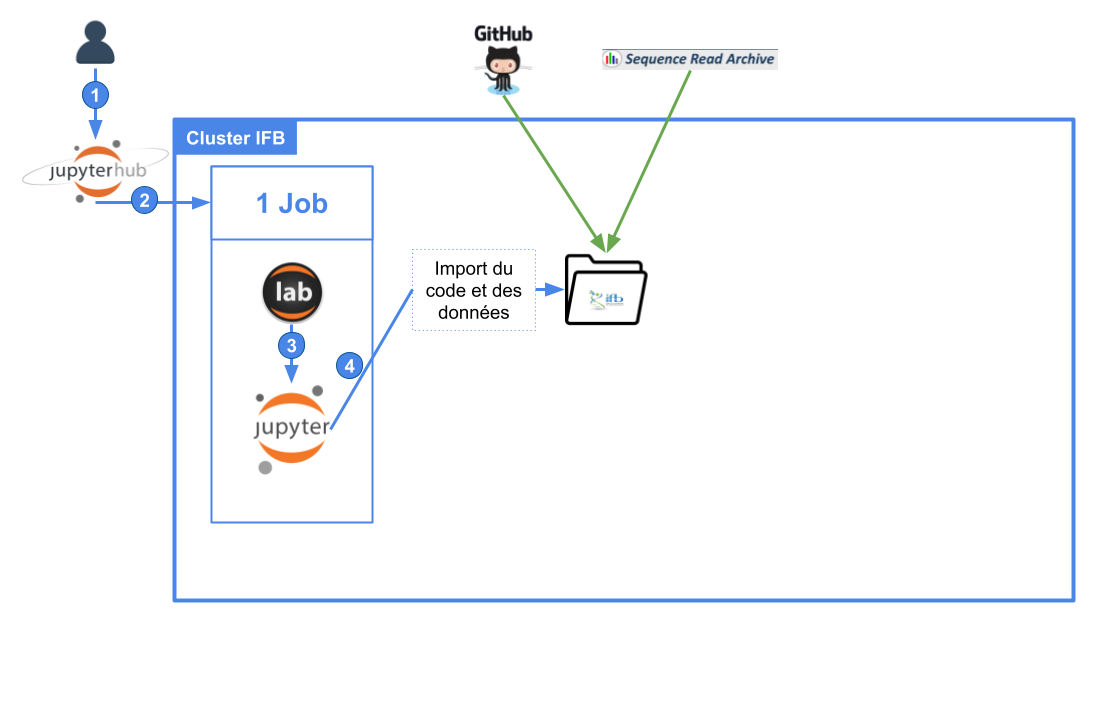 GitHub
Sequence Read Archive
1
Cluster IFB
jupyterhub
2
1 Job
lab
Import du
code et des
données
ifb
3
4
jupyter